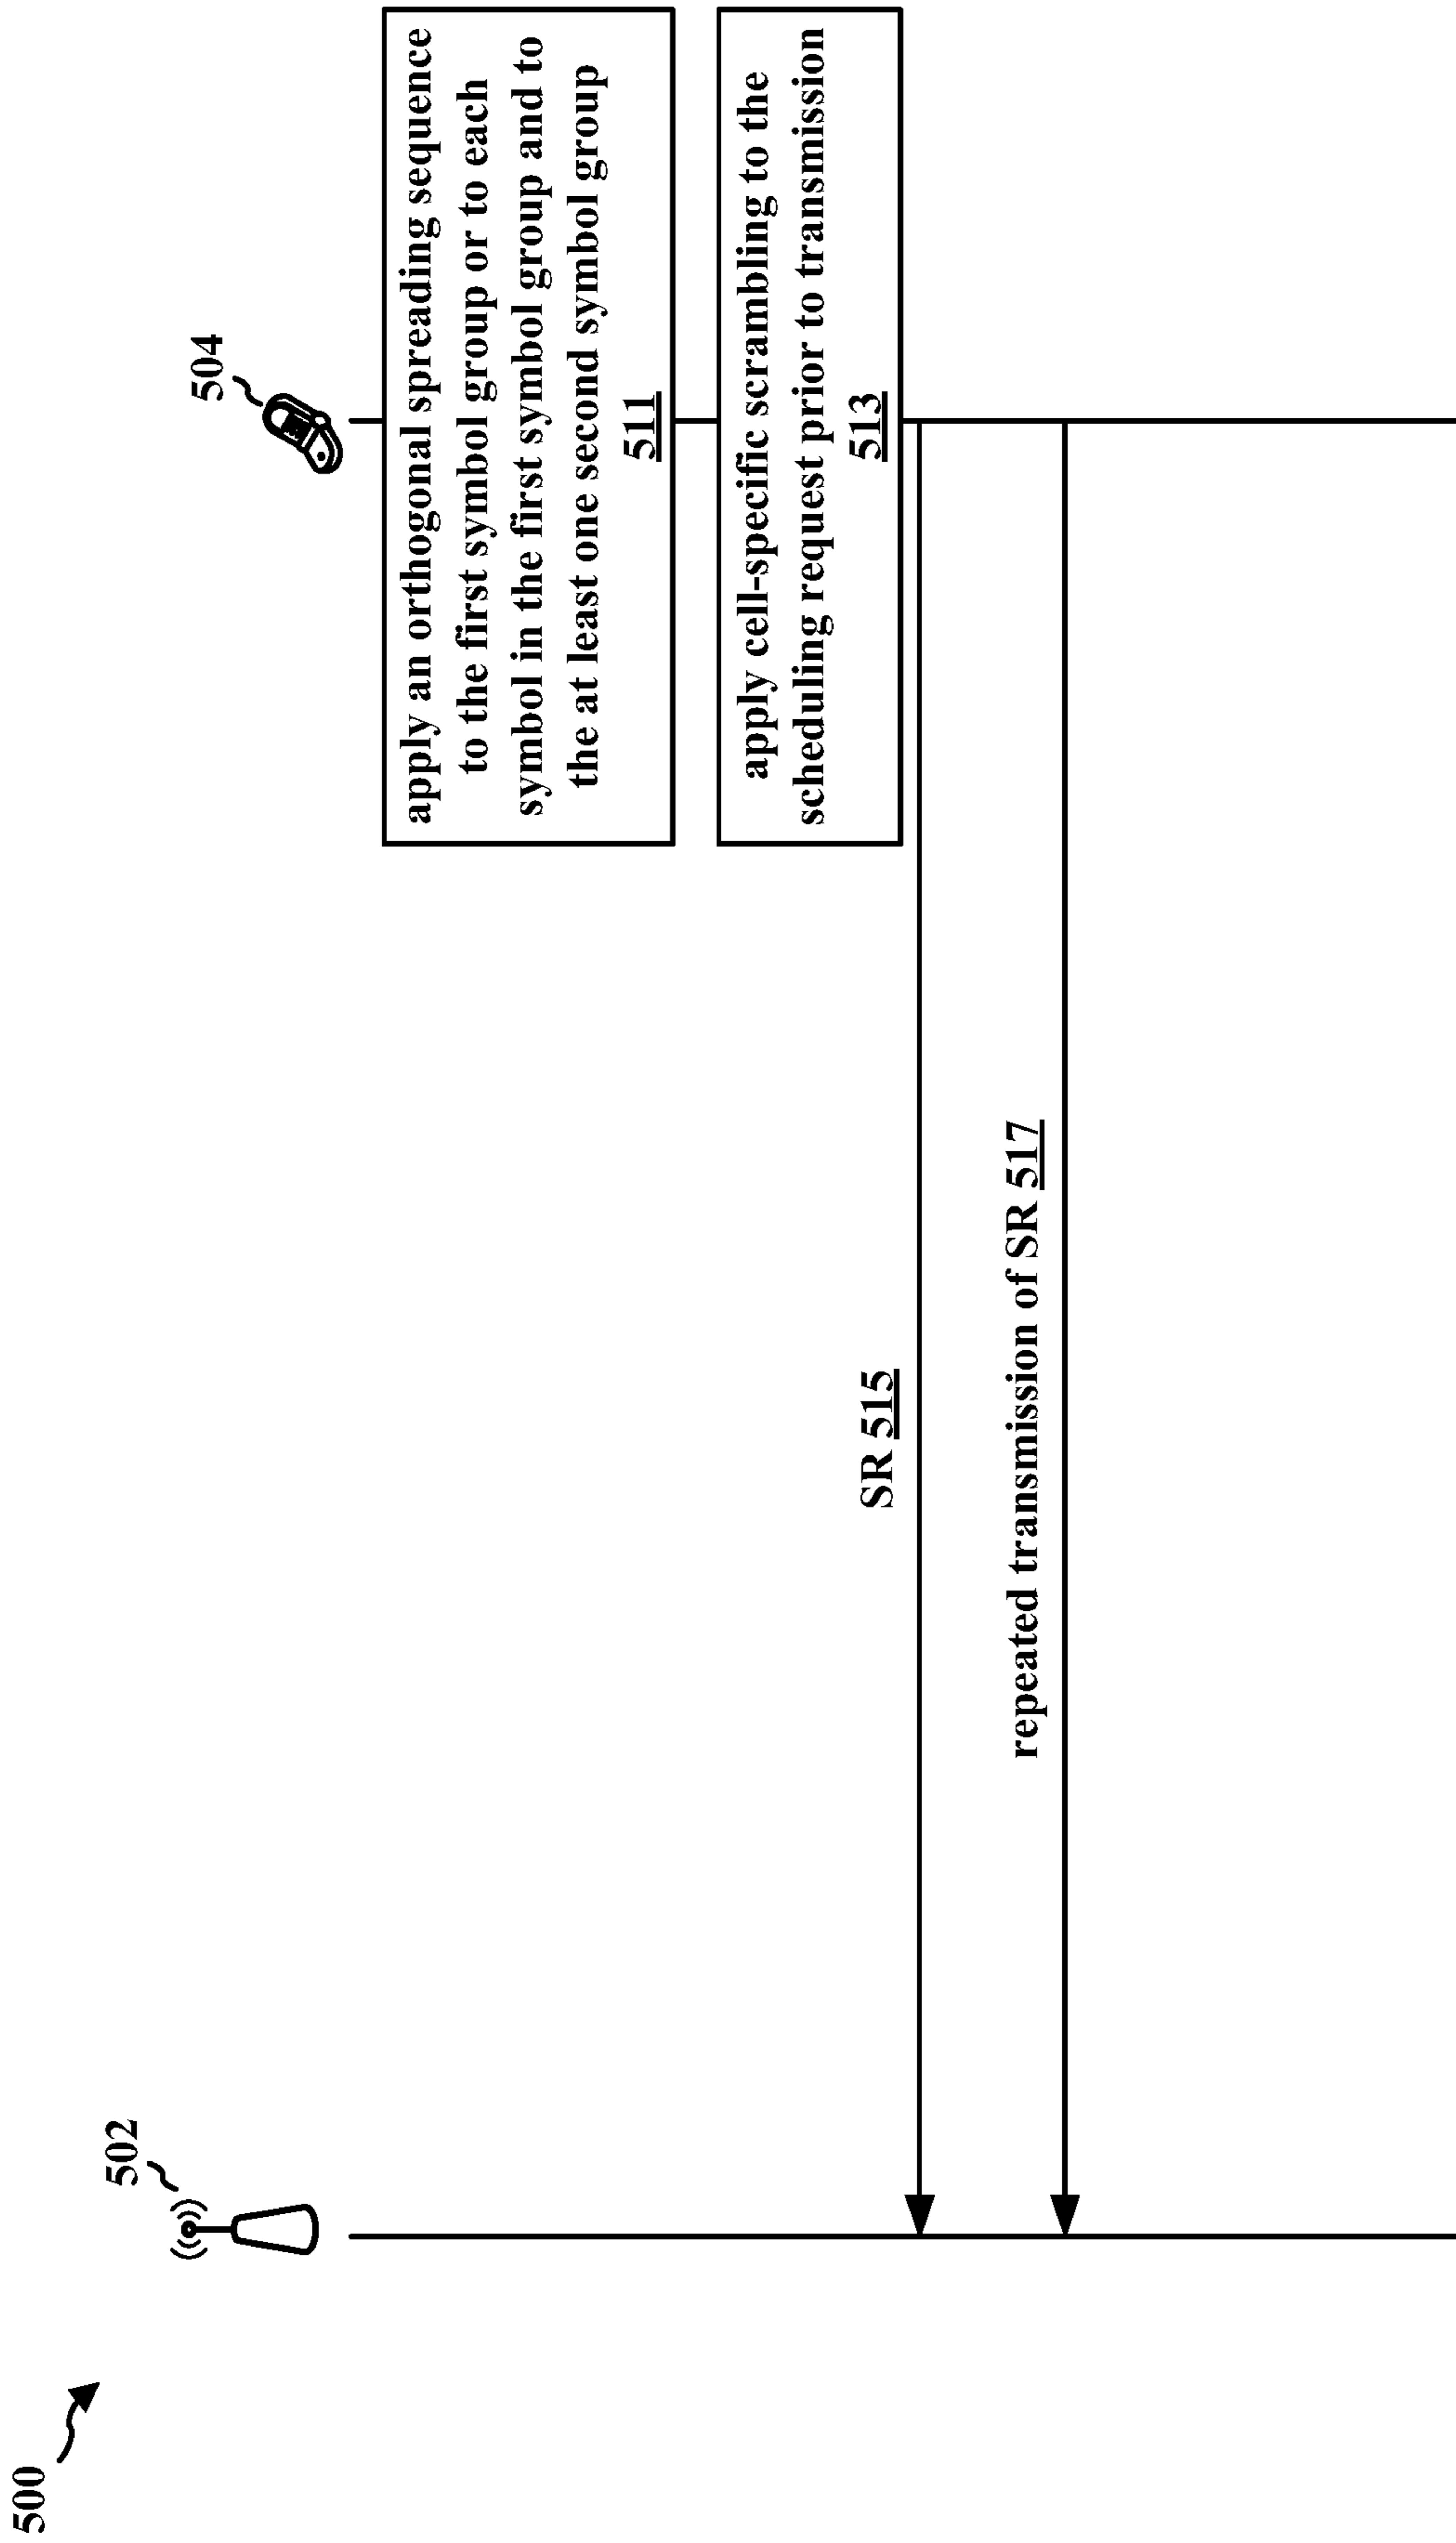 500
502
504
apply an orthogonal spreading sequence
to the first symbol group or to each
symbol in the first symbol group and to
the at least one second symbol group
511
apply cell-specific scrambling to the
scheduling request prior to transmission
513
SR 515
repeated transmission of SR 517